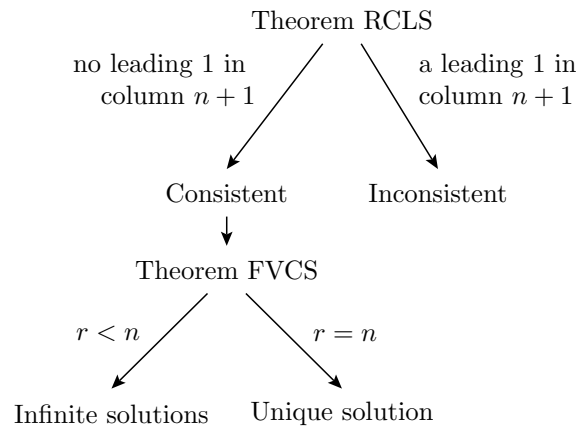 Theorem RCLS
no leading 1 in
column n + 1
a leading 1 in
column n + 1
Consistent
Inconsistent
Theorem FVCS
r < n
r = n
Infinite solutions
Unique solution